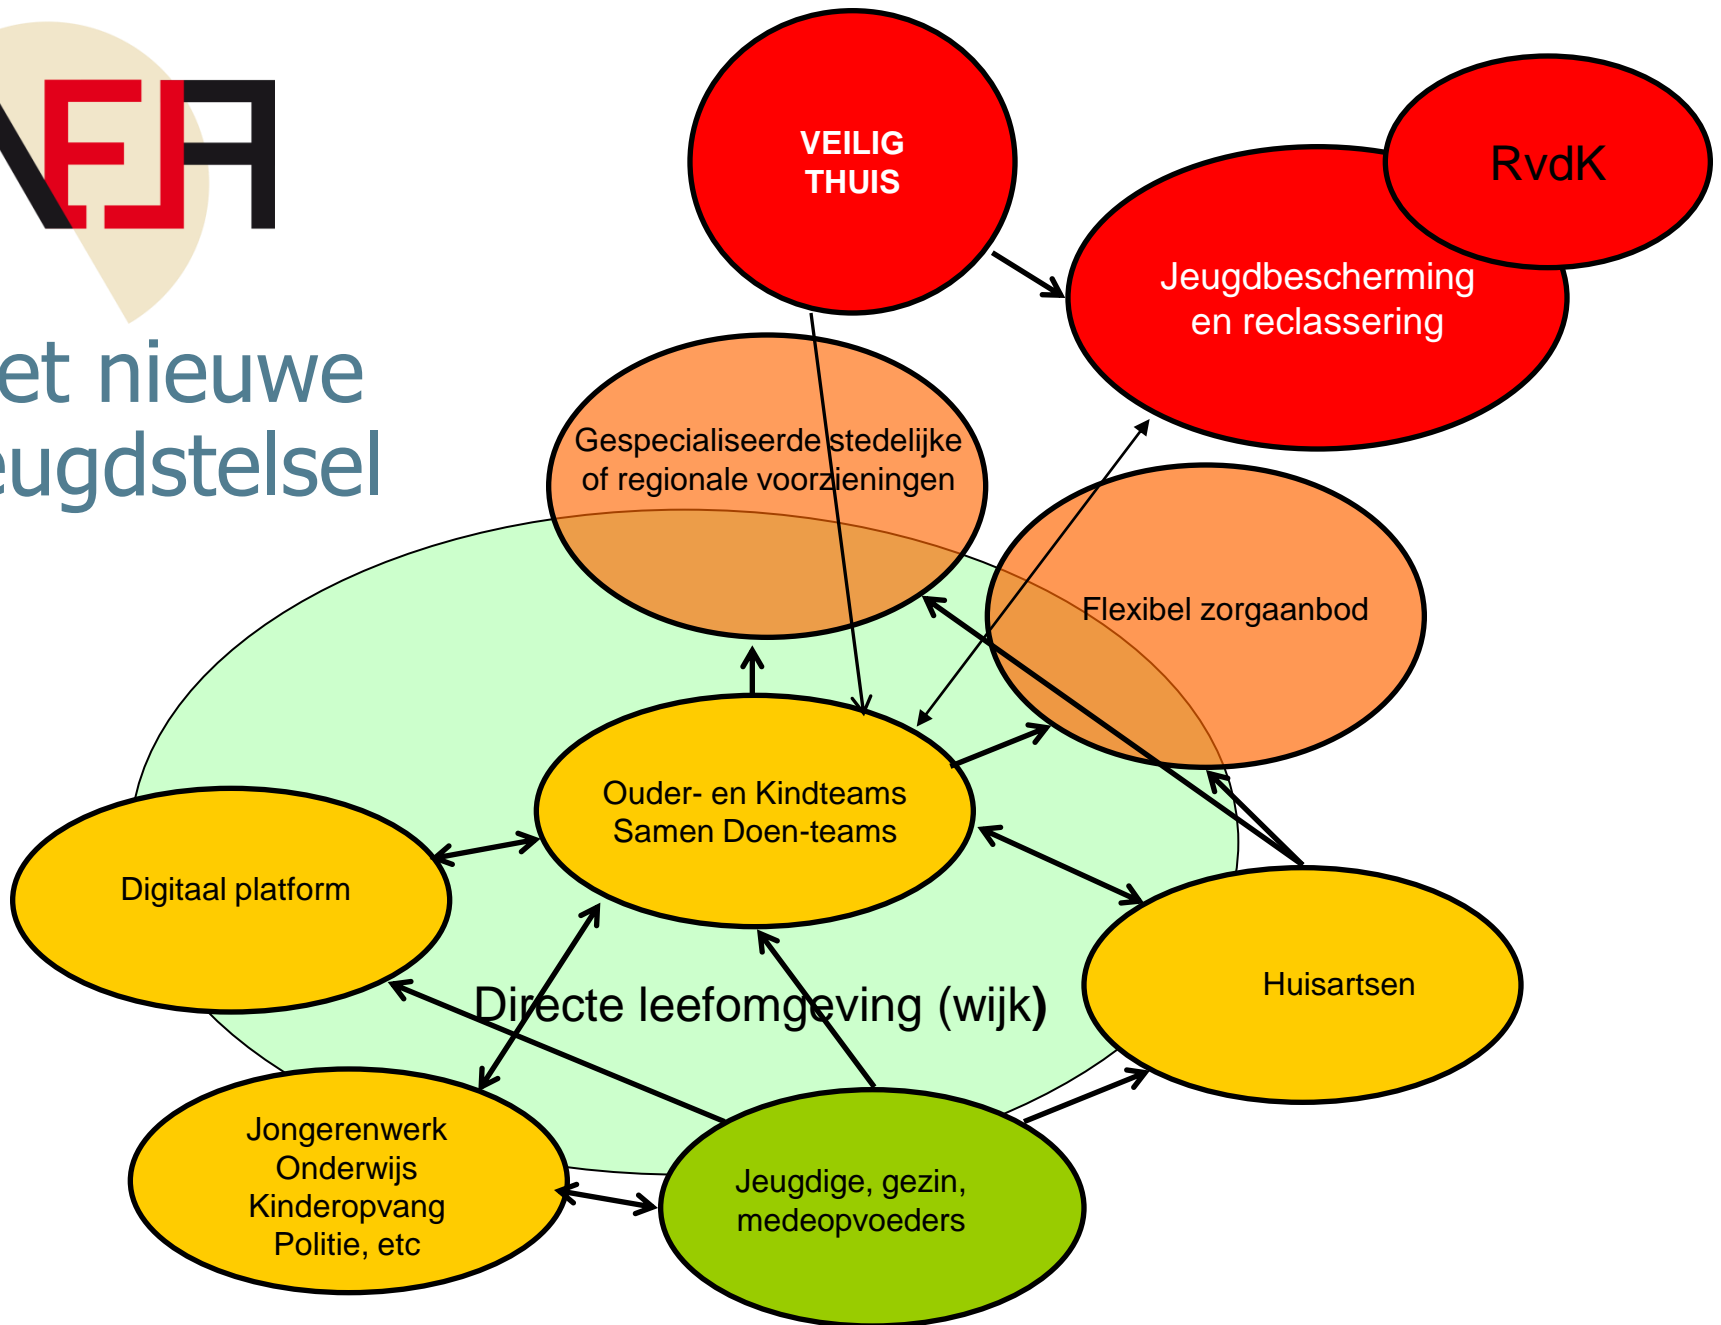 et nieuwe
eugdstelsel
VEILIG
THUIS
RvdK
Jeugdbescherming
en reclassering
Gespecialiseerde stedelijke
of regionale voorzieningen
Flexibel zorgaanbod
Ouder- en Kindteams
Samen Doen-teams
Digitaal platform
Directe leefomgeving (wijk)
Huisartsen
Jongerenwerk
Onderwijs
Kinderopvang
Politie, etc
Jeugdige, gezin,
medeopvoeders